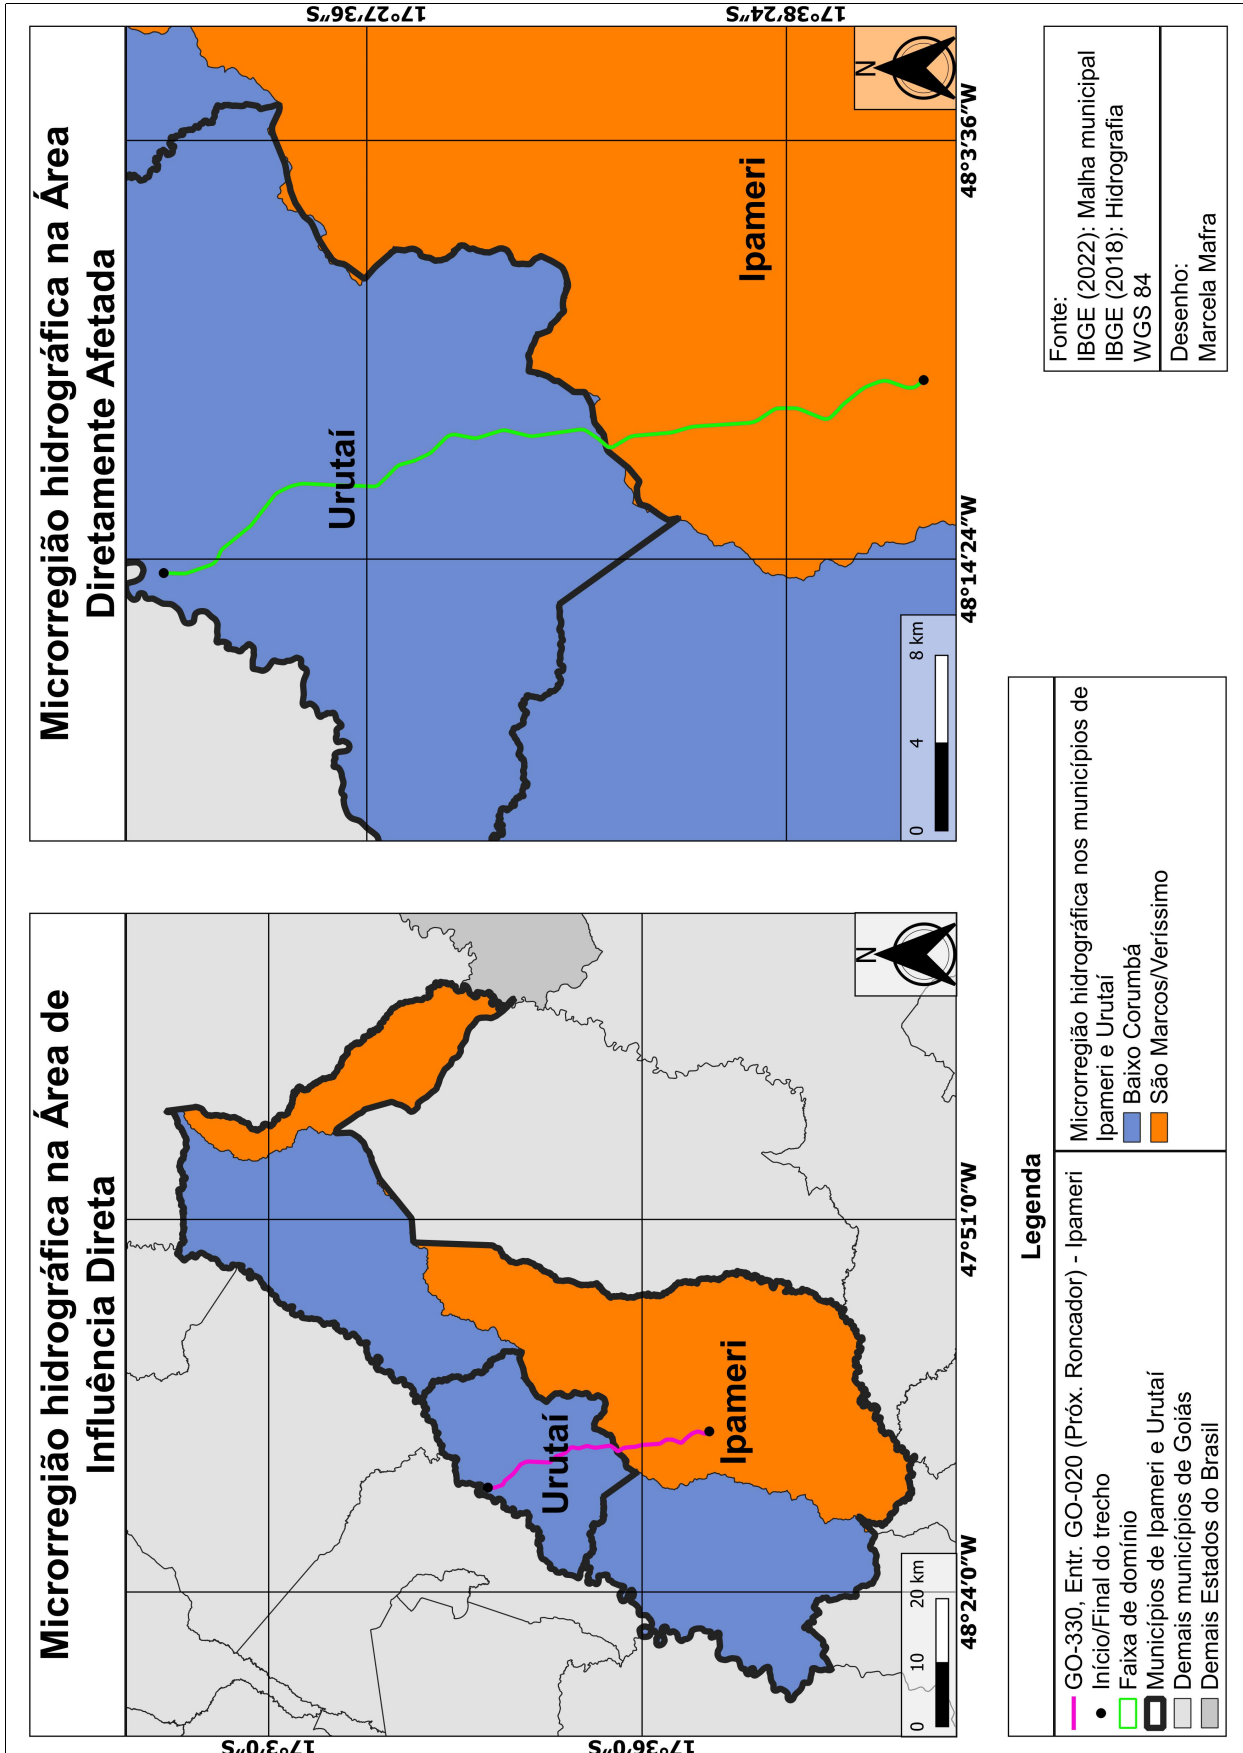 Microrregião hidrográfica na Área de
Influência Direta
17°3′0″S
17°36′0″S
Urutaí
Ipameri
N
0 10 20 km
48°24′0″W
47°51′0″W
Microrregião hidrográfica na Área
Diretamente Afetada
17°27′36″S
17°38′24″S
Urutaí
Ipameri
N
0 4 8 km
48°14′24″W
48°3′36″W
Legenda
GO-330, Entr. GO-020 (Próx. Roncador) - Ipameri
Início/Final do trecho
Faixa de domínio
Municípios de Ipameri e Urutaí
Demais municípios de Goiás
Demais Estados do Brasil
Microrregião hidrográfica nos municípios de
Ipameri e Urutaí
Baixo Corumbá
São Marcos/Veríssimo
Fonte:
IBGE (2022): Malha municipal
IBGE (2018): Hidrografia
WGS 84
Desenho:
Marcela Mafra